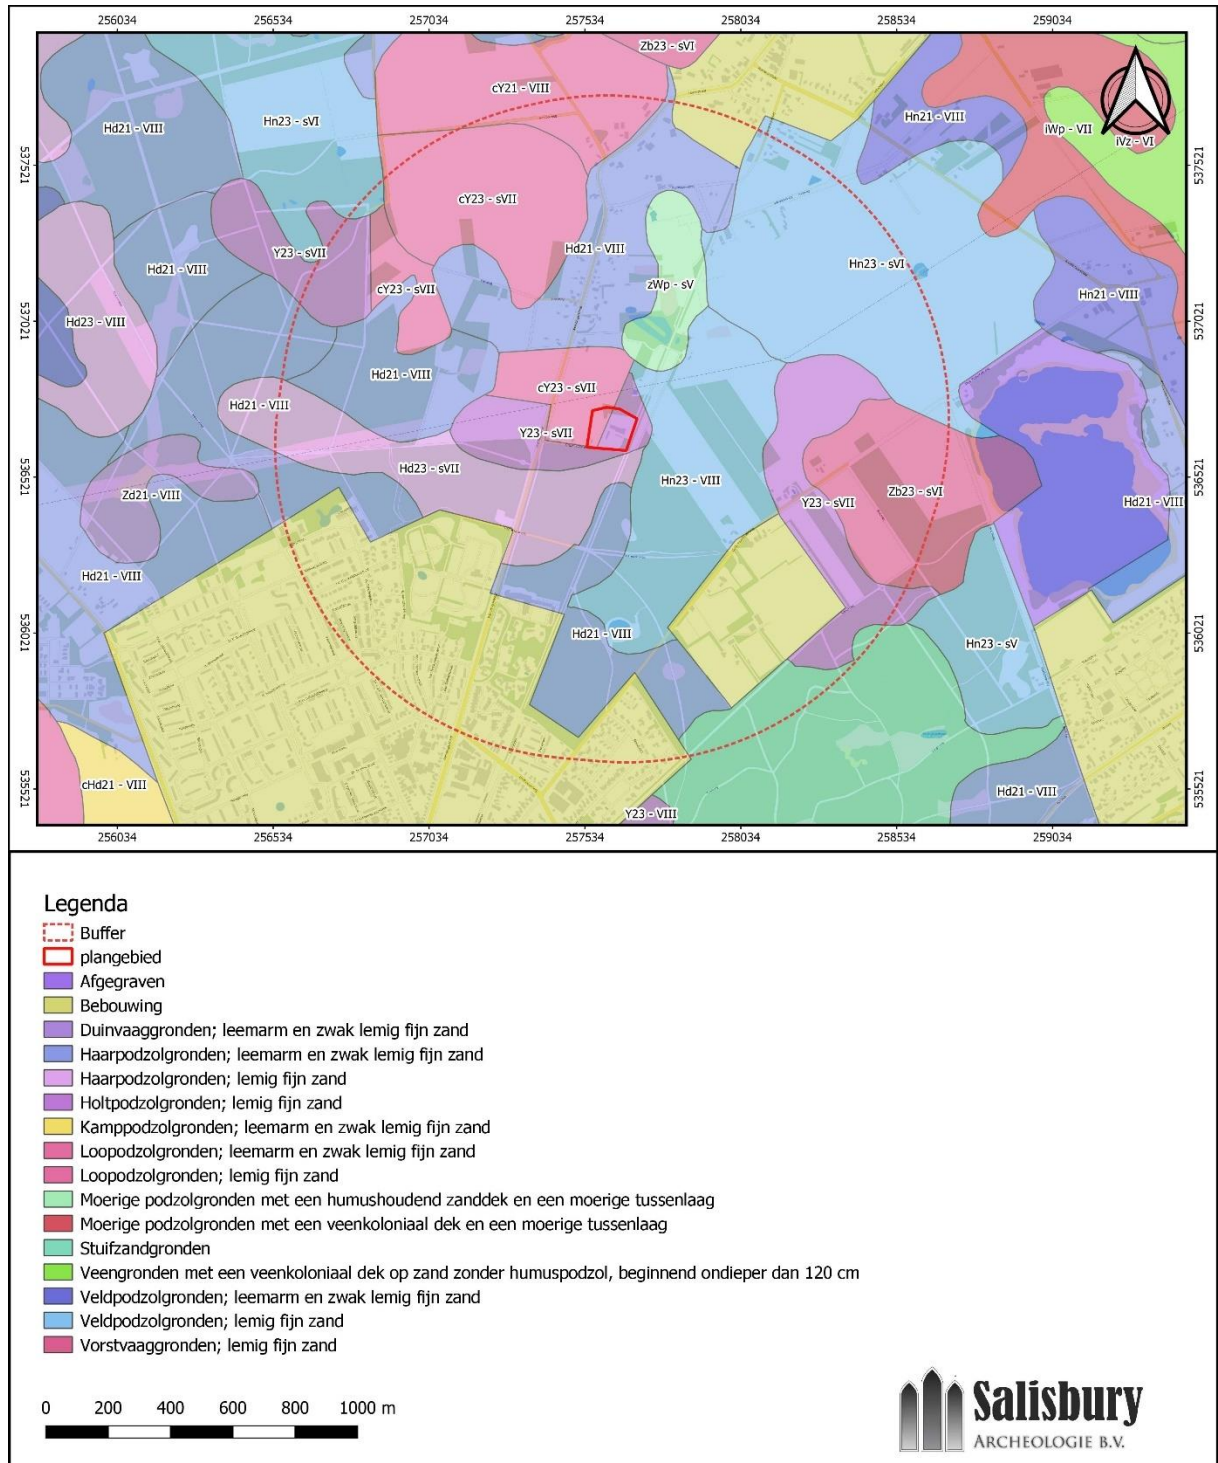 256034 256534 257034 257534 258034 258534 259034
Zb23 - sVI
cY21 - VIII
Hd21 - VIII
Hn23 - sVI
Hn21 - VIII
iWp - VII
iVz - VI
537521 537521
cY23 - sVII
Y23 - sVII
Hd21 - VIII
Hd21 - VIII
Hn23 - sVI
cY23 - sVII
zWp - sV
Hn21 - VIII
Hd23 - VIII
537021 537021
Hd21 - VIII
cY23 - sVII
Hd21 - VIII
Y23 - sVII
Hd23 - sVII
Hn23 - VIII
Y23 - sVII
Zb23 - sVI
Hd21 - VIII
Zd21 - VIII
536521 536521
Hd21 - VIII
Hd21 - VIII
Hn23 - sV
536021 536021
cHd21 - VIII
Hd21 - VIII
Y23 - VIII
535521 535521
256034 256534 257034 257534 258034 258534 259034
Legenda
Buffer
plangebied
Afgegraven
Bebouwing
Duinvaaggronden; leemarm en zwak lemig fijn zand
Haarpodzolgronden; leemarm en zwak lemig fijn zand
Haarpodzolgronden; lemig fijn zand
Holtpodzolgronden; lemig fijn zand
Kamppodzolgronden; leemarm en zwak lemig fijn zand
Loopodzolgronden; leemarm en zwak lemig fijn zand
Loopodzolgronden; lemig fijn zand
Moerige podzolgronden met een humushoudend zanddek en een moerige tussenlaag
Moerige podzolgronden met een veenkoloniaal dek en een moerige tussenlaag
Stuifzandgronden
Veengronden met een veenkoloniaal dek op zand zonder humuspodzol, beginnend ondieper dan 120 cm
Veldpodzolgronden; leemarm en zwak lemig fijn zand
Veldpodzolgronden; lemig fijn zand
Vorstvaaggronden; lemig fijn zand
0 200 400 600 800 1000 m
Salisbury
ARCHEOLOGIE B.V.